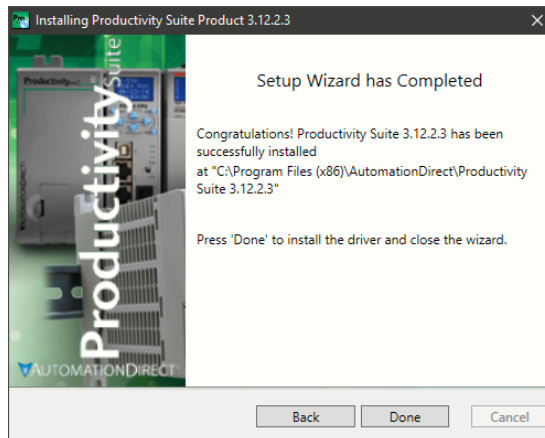 Installing Productivity Suite Product 3.12.2.3
Productivity Suite
Productivity
AUTOMATIONDIRECT
AUTOMATIONDIRECT
Setup Wizard has Completed
Congratulations! Productivity Suite 3.12.2.3 has been
successfully installed
at "C:\Program Files (x86)\AutomationDirect\Productivity
Suite 3.12.2.3"
Press 'Done' to install the driver and close the wizard.
Back
Done
Cancel